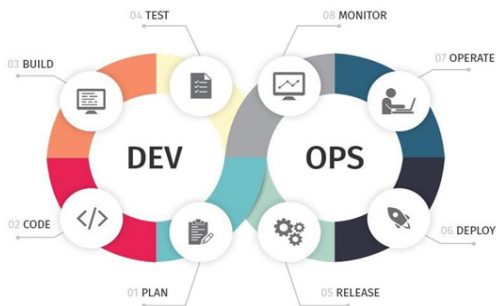 04 TEST
08 MONITOR
03 BUILD
07 OPERATE
DEV
OPS
</>
02 CODE
06 DEPLOY
01 PLAN
05 RELEASE